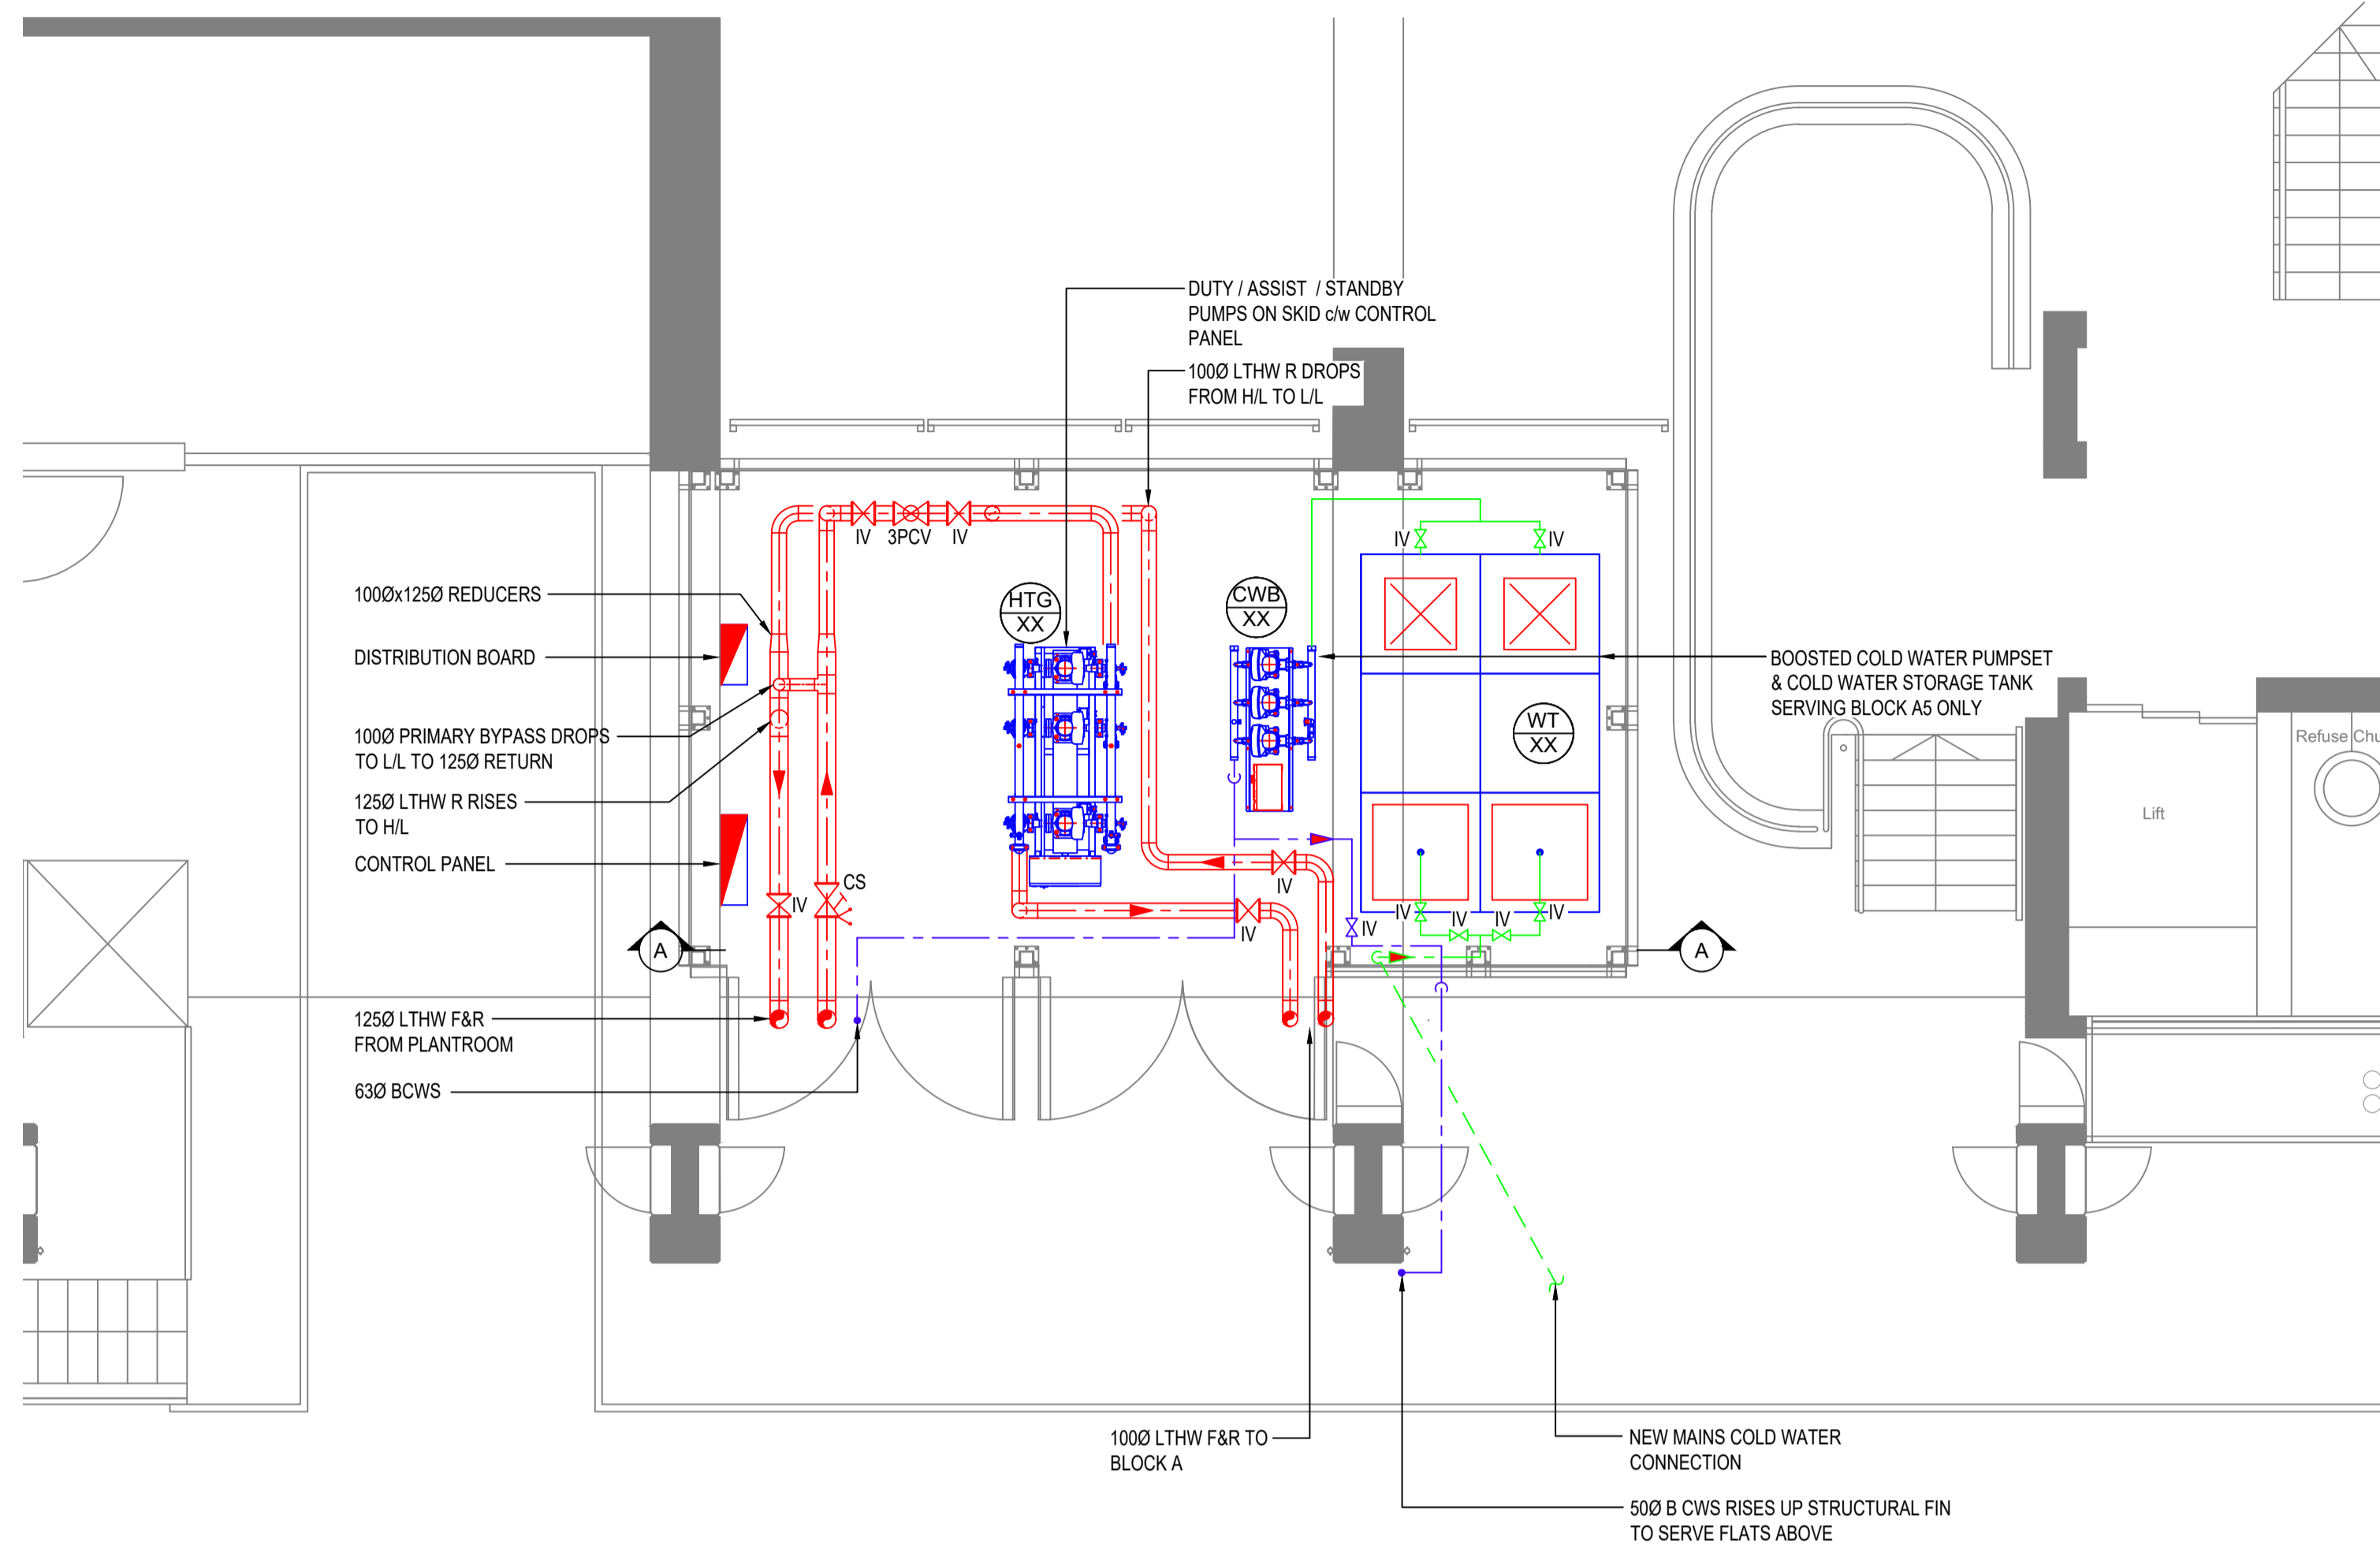 DUTY / ASSIST / STANDBY
PUMPS ON SKID c/w CONTROL
PANEL
100Ø LTHW R DROPS
FROM H/L TO L/L
IV
3PCV
IV
IV
IV
100Øx125Ø REDUCERS
HTG
XX
CWB
XX
DISTRIBUTION BOARD
BOOSTED COLD WATER PUMPSET
& COLD WATER STORAGE TANK
SERVING BLOCK A5 ONLY
WT
XX
100Ø PRIMARY BYPASS DROPS
TO L/L TO 125Ø RETURN
Refuse Chu
125Ø LTHW R RISES
TO H/L
Lift
CONTROL PANEL
CS
IV
IV
IV
IV
IV
IV
IV
IV
A
A
125Ø LTHW F&R
FROM PLANTROOM
63Ø BCWS
100Ø LTHW F&R TO
BLOCK A
NEW MAINS COLD WATER
CONNECTION
50Ø B CWS RISES UP STRUCTURAL FIN
TO SERVE FLATS ABOVE